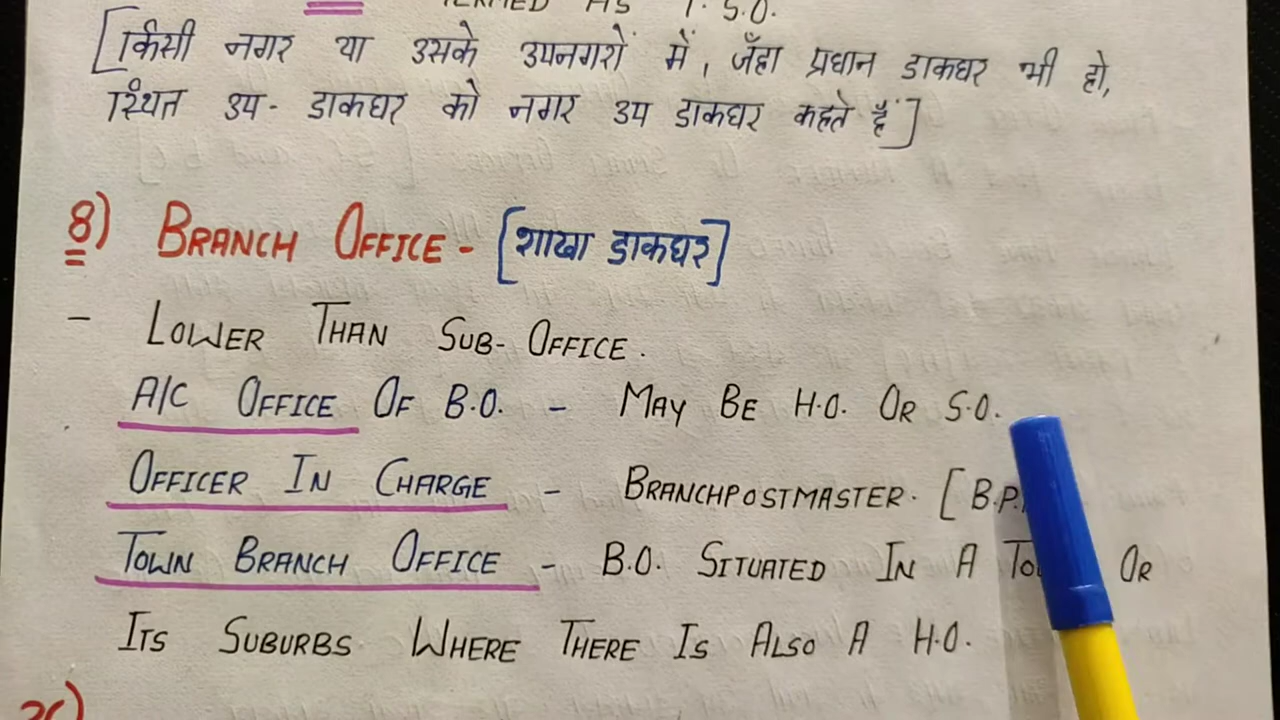 TERMED AS T.S.O.
[किसी नगर या उसके उपनगरों में, जँहा प्रधान डाकघर भी हो,
स्थित उप-डाकघर को नगर उप डाकघर कहते हैं]
8) BRANCH OFFICE - [शाखा डाकघर]
- LOWER THAN SUB-OFFICE.
A/C OFFICE OF B.O. - MAY BE H.O. OR S.O.
OFFICER IN CHARGE - BRANCHPOSTMASTER. [B.P.
TOWN BRANCH OFFICE - B.O. SITUATED IN A OR
ITS SUBURBS WHERE THERE IS ALSO A H.O.